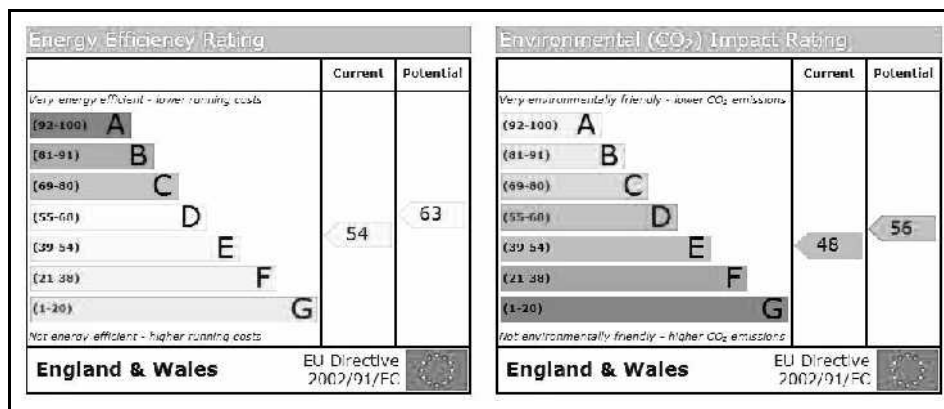 Energy Efficiency Rating
Current Potential
Very energy efficient - lower running costs
(92-100) A
(81-91) B
(69-80) C
(55-68) D
(39-54) E
(21-38) F
(1-20) G
54
63
Not energy efficient - higher running costs
England & Wales
EU Directive
2002/91/EC
Environmental (CO₂) Impact Rating
Current Potential
Very environmentally friendly - lower CO₂ emissions
(92-100) A
(81-91) B
(69-80) C
(55-68) D
(39-54) E
(21-38) F
(1-20) G
48
56
Not environmentally friendly - higher CO₂ emissions
England & Wales
EU Directive
2002/91/EC